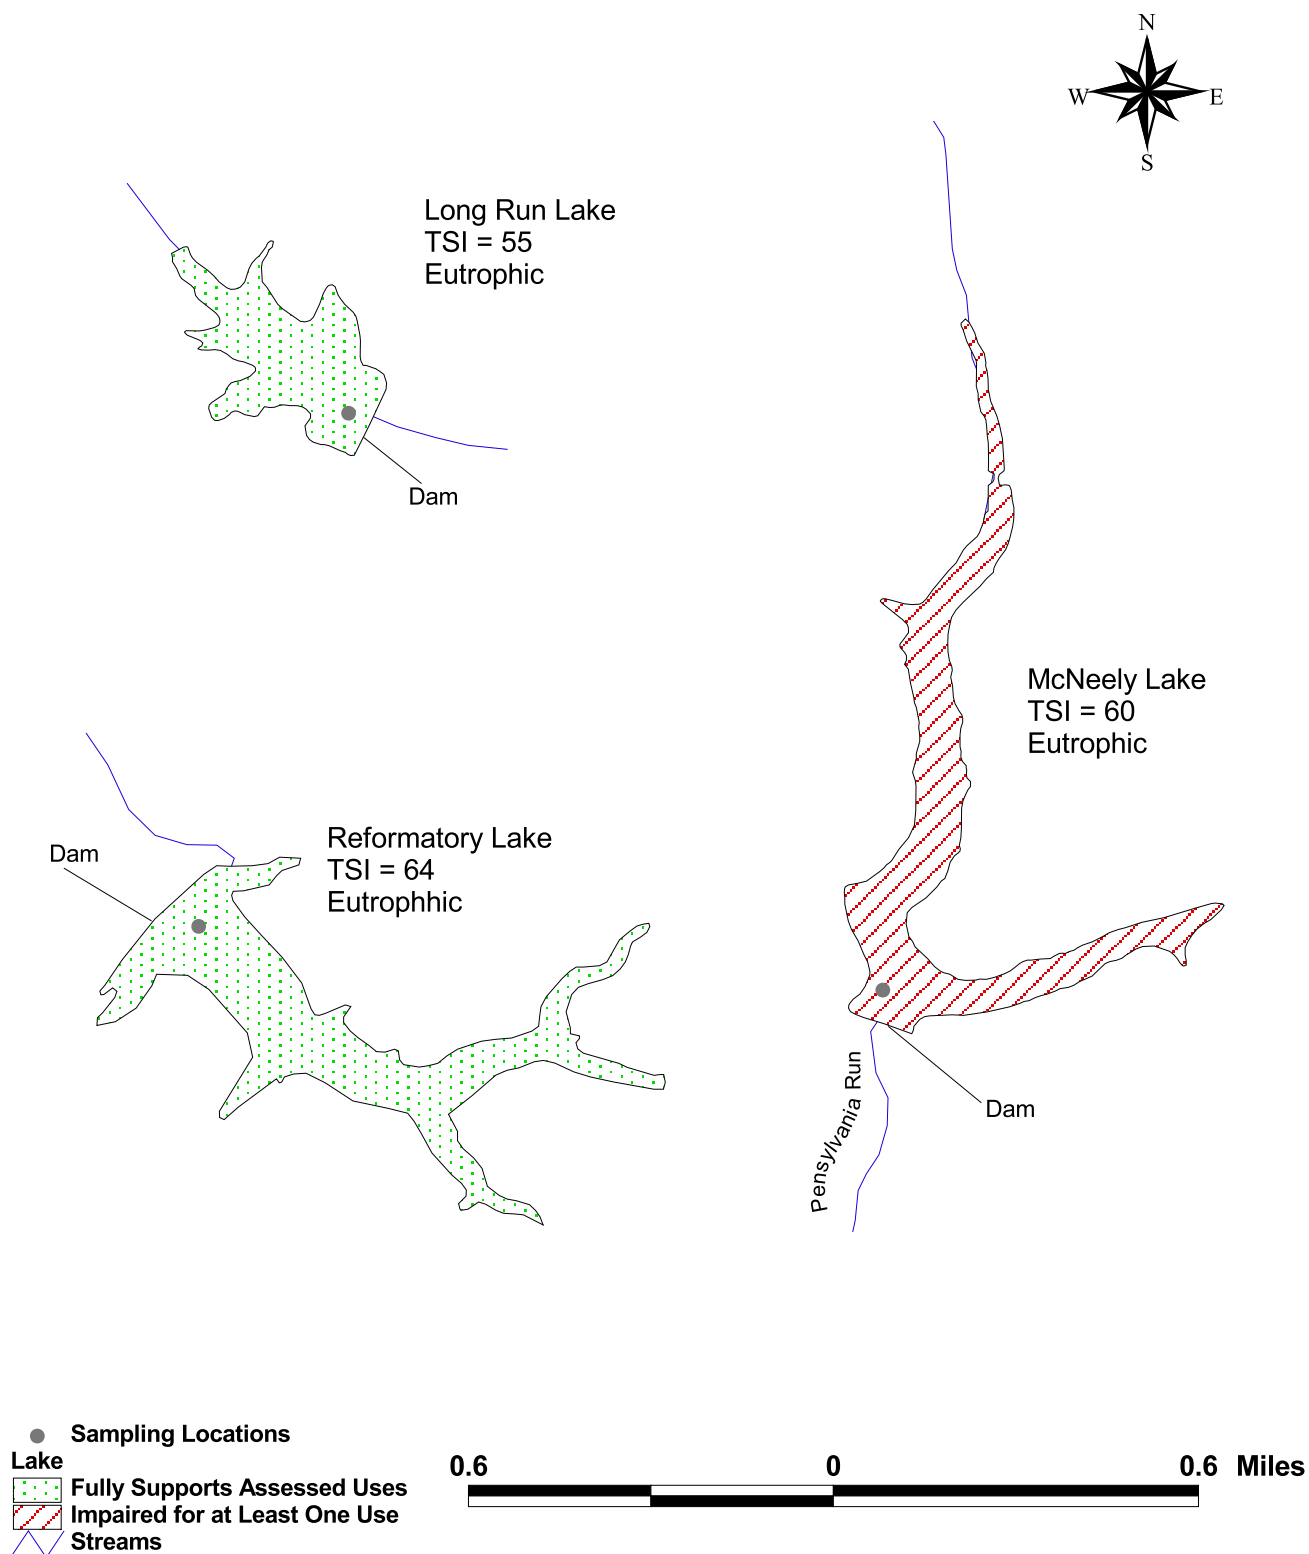 N
W
E
S
Long Run Lake
TSI = 55
Eutrophic
Dam
McNeely Lake
TSI = 60
Eutrophic
Reformatory Lake
TSI = 64
Eutrophhic
Dam
Pensylvania Run
Dam
Sampling Locations
Lake
Fully Supports Assessed Uses
Impaired for at Least One Use
Streams
0.6 0 0.6 Miles